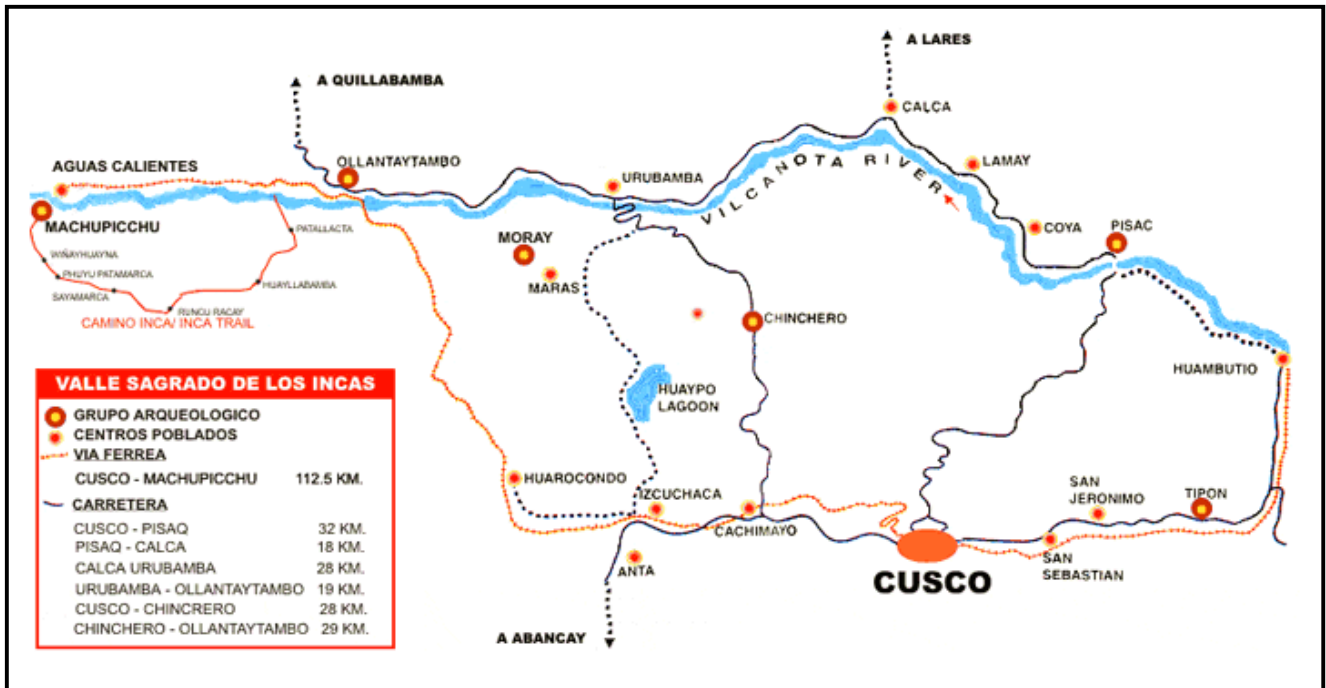 A LARES
A QUILLABAMBA
CALCA
AGUAS CALIENTES
OLLANTAYTAMBO
LAMAY
URUBAMBA
VILCANOTA RIVER
MACHUPICCHU
PATALLACTA
COYA
PISAC
MORAY
WIÑAYHUAYNA
PHUYU PATAMARCA
MARAS
HUAYLLABAMBA
SAYAMARCA
RUNCU RACAY
CAMINO INCA/ INCA TRAIL
CHINCHERO
HUAMBUTIO
HUAYPO
LAGOON
VALLE SAGRADO DE LOS INCAS
GRUPO ARQUEOLOGICO
CENTROS POBLADOS
VIA FERREA
CUSCO - MACHUPICCHU 112.5 KM.
CARRETERA
CUSCO - PISAQ 32 KM.
PISAQ - CALCA 18 KM.
CALCA URUBAMBA 28 KM.
URUBAMBA - OLLANTAYTAMBO 19 KM.
CUSCO - CHINCRERO 28 KM.
CHINCHERO - OLLANTAYTAMBO 29 KM.
HUAROCONDO
IZCUCHACA
CACHIMAYO
SAN
JERONIMO
TIPON
ANTA
CUSCO
SAN
SEBASTIAN
A ABANCAY